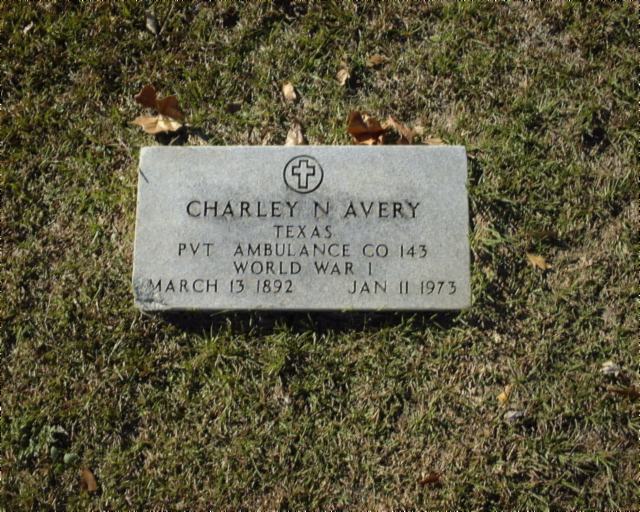 CHARLEY N AVERY
TEXAS
PVT AMBULANCE CO 143
WORLD WAR I
MARCH 13 1892 JAN 11 1973